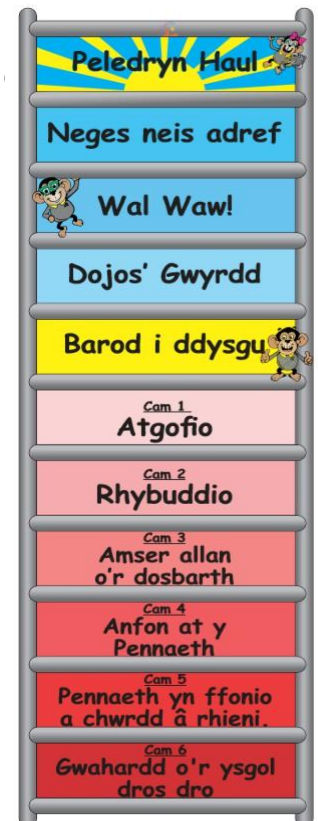 Peledryn Haul
Neges neis adref
Wal Waw!
Dojos' Gwyrdd
Barod i ddysgu
Cam 1
Atgofio
Cam 2
Rhybuddio
Cam 3
Amser allan
o'r dosbarth
Cam 4
Anfon at y
Pennaeth
Cam 5
Pennaeth yn ffonio
a chwrdd â rhieni.
Cam 6
Gwahardd o'r ysgol
dros dro